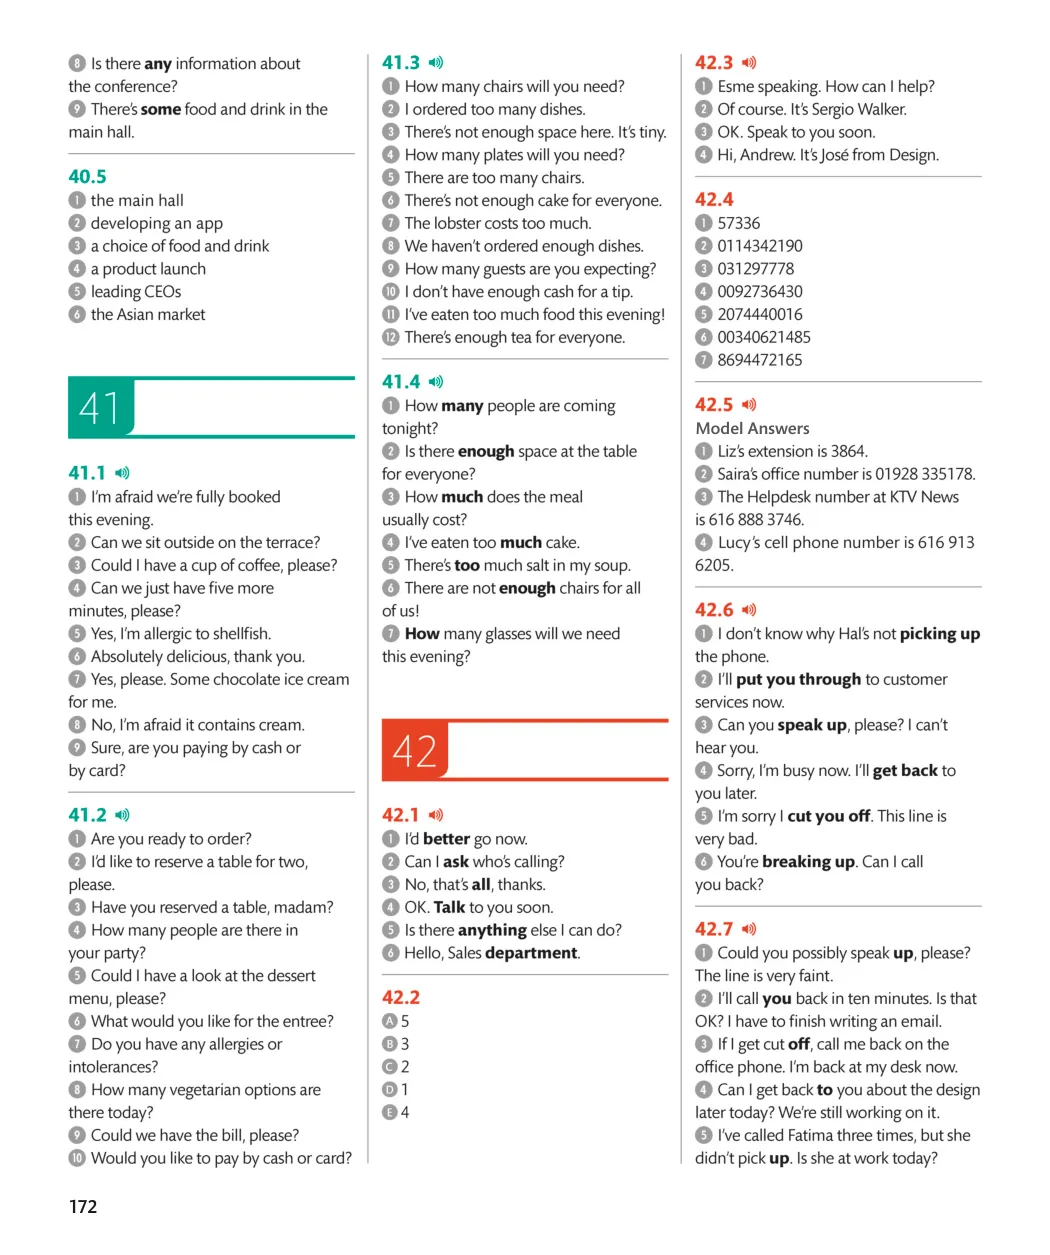 8 Is there any information about
the conference?
9 There's some food and drink in the
main hall.
40.5
1 the main hall
2 developing an app
3 a choice of food and drink
4 a product launch
5 leading CEOs
6 the Asian market
41
41.1
1 I'm afraid we're fully booked
this evening.
2 Can we sit outside on the terrace?
3 Could I have a cup of coffee, please?
4 Can we just have five more
minutes, please?
5 Yes, I'm allergic to shellfish.
6 Absolutely delicious, thank you.
7 Yes, please. Some chocolate ice cream
for me.
8 No, I'm afraid it contains cream.
9 Sure, are you paying by cash or
by card?
41.2
1 Are you ready to order?
2 I'd like to reserve a table for two,
please.
3 Have you reserved a table, madam?
4 How many people are there in
your party?
5 Could I have a look at the dessert
menu, please?
6 What would you like for the entree?
7 Do you have any allergies or
intolerances?
8 How many vegetarian options are
there today?
9 Could we have the bill, please?
10 Would you like to pay by cash or card?
41.3
1 How many chairs will you need?
2 I ordered too many dishes.
3 There's not enough space here. It's tiny.
4 How many plates will you need?
5 There are too many chairs.
6 There's not enough cake for everyone.
7 The lobster costs too much.
8 We haven't ordered enough dishes.
9 How many guests are you expecting?
10 I don't have enough cash for a tip.
11 I've eaten too much food this evening!
12 There's enough tea for everyone.
41.4
1 How many people are coming
tonight?
2 Is there enough space at the table
for everyone?
3 How much does the meal
usually cost?
4 I've eaten too much cake.
5 There's too much salt in my soup.
6 There are not enough chairs for all
of us!
7 How many glasses will we need
this evening?
42
42.1
1 I'd better go now.
2 Can I ask who's calling?
3 No, that's all, thanks.
4 OK. Talk to you soon.
5 Is there anything else I can do?
6 Hello, Sales department.
42.2
A 5
B 3
C 2
D 1
E 4
42.3
1 Esme speaking. How can I help?
2 Of course. It's Sergio Walker.
3 OK. Speak to you soon.
4 Hi, Andrew. It's José from Design.
42.4
1 57336
2 0114342190
3 031297778
4 0092736430
5 2074440016
6 00340621485
7 8694472165
42.5
Model Answers
1 Liz's extension is 3864.
2 Saira's office number is 01928 335178.
3 The Helpdesk number at KTV News
is 616 888 3746.
4 Lucy's cell phone number is 616 913
6205.
42.6
1 I don't know why Hal's not picking up
the phone.
2 I'll put you through to customer
services now.
3 Can you speak up, please? I can't
hear you.
4 Sorry, I'm busy now. I'll get back to
you later.
5 I'm sorry I cut you off. This line is
very bad.
6 You're breaking up. Can I call
you back?
42.7
1 Could you possibly speak up, please?
The line is very faint.
2 I'll call you back in ten minutes. Is that
OK? I have to finish writing an email.
3 If I get cut off, call me back on the
office phone. I'm back at my desk now.
4 Can I get back to you about the design
later today? We're still working on it.
5 I've called Fatima three times, but she
didn't pick up. Is she at work today?
172